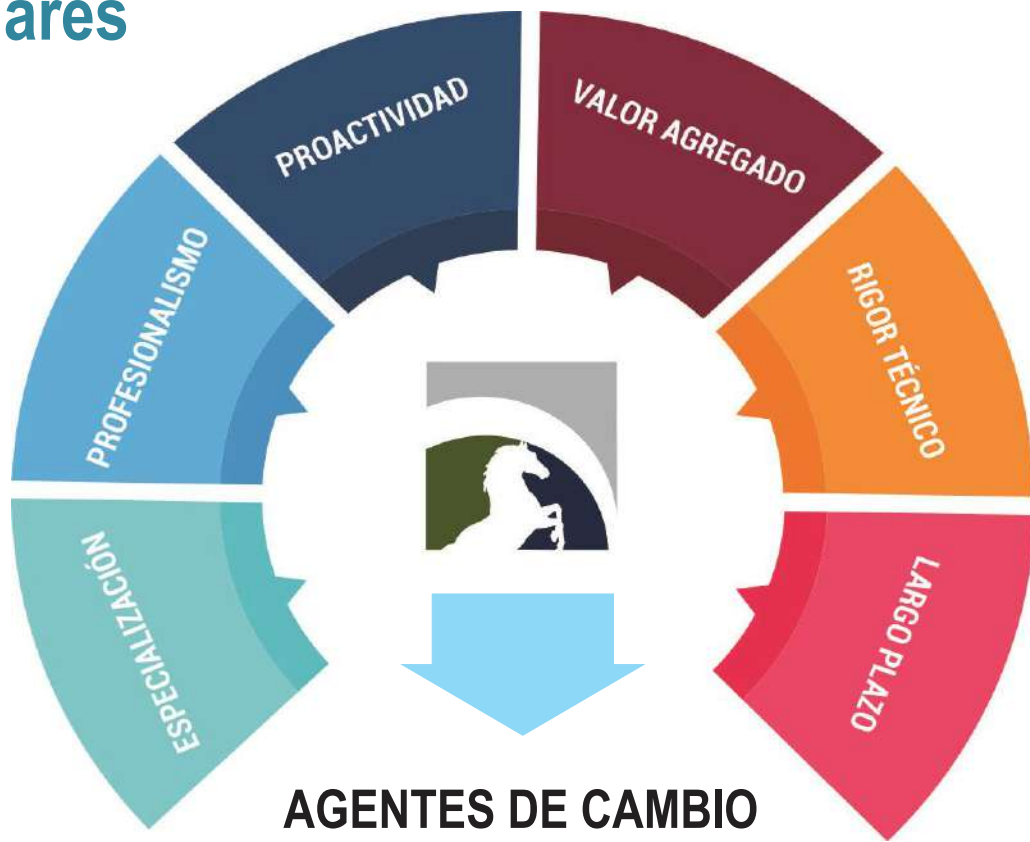 ares
PROACTIVIDAD
VALOR AGREGADO
PROFESIONALISMO
RIGOR TÉCNICO
ESPECIALIZACIÓN
LARGO PLAZO
AGENTES DE CAMBIO